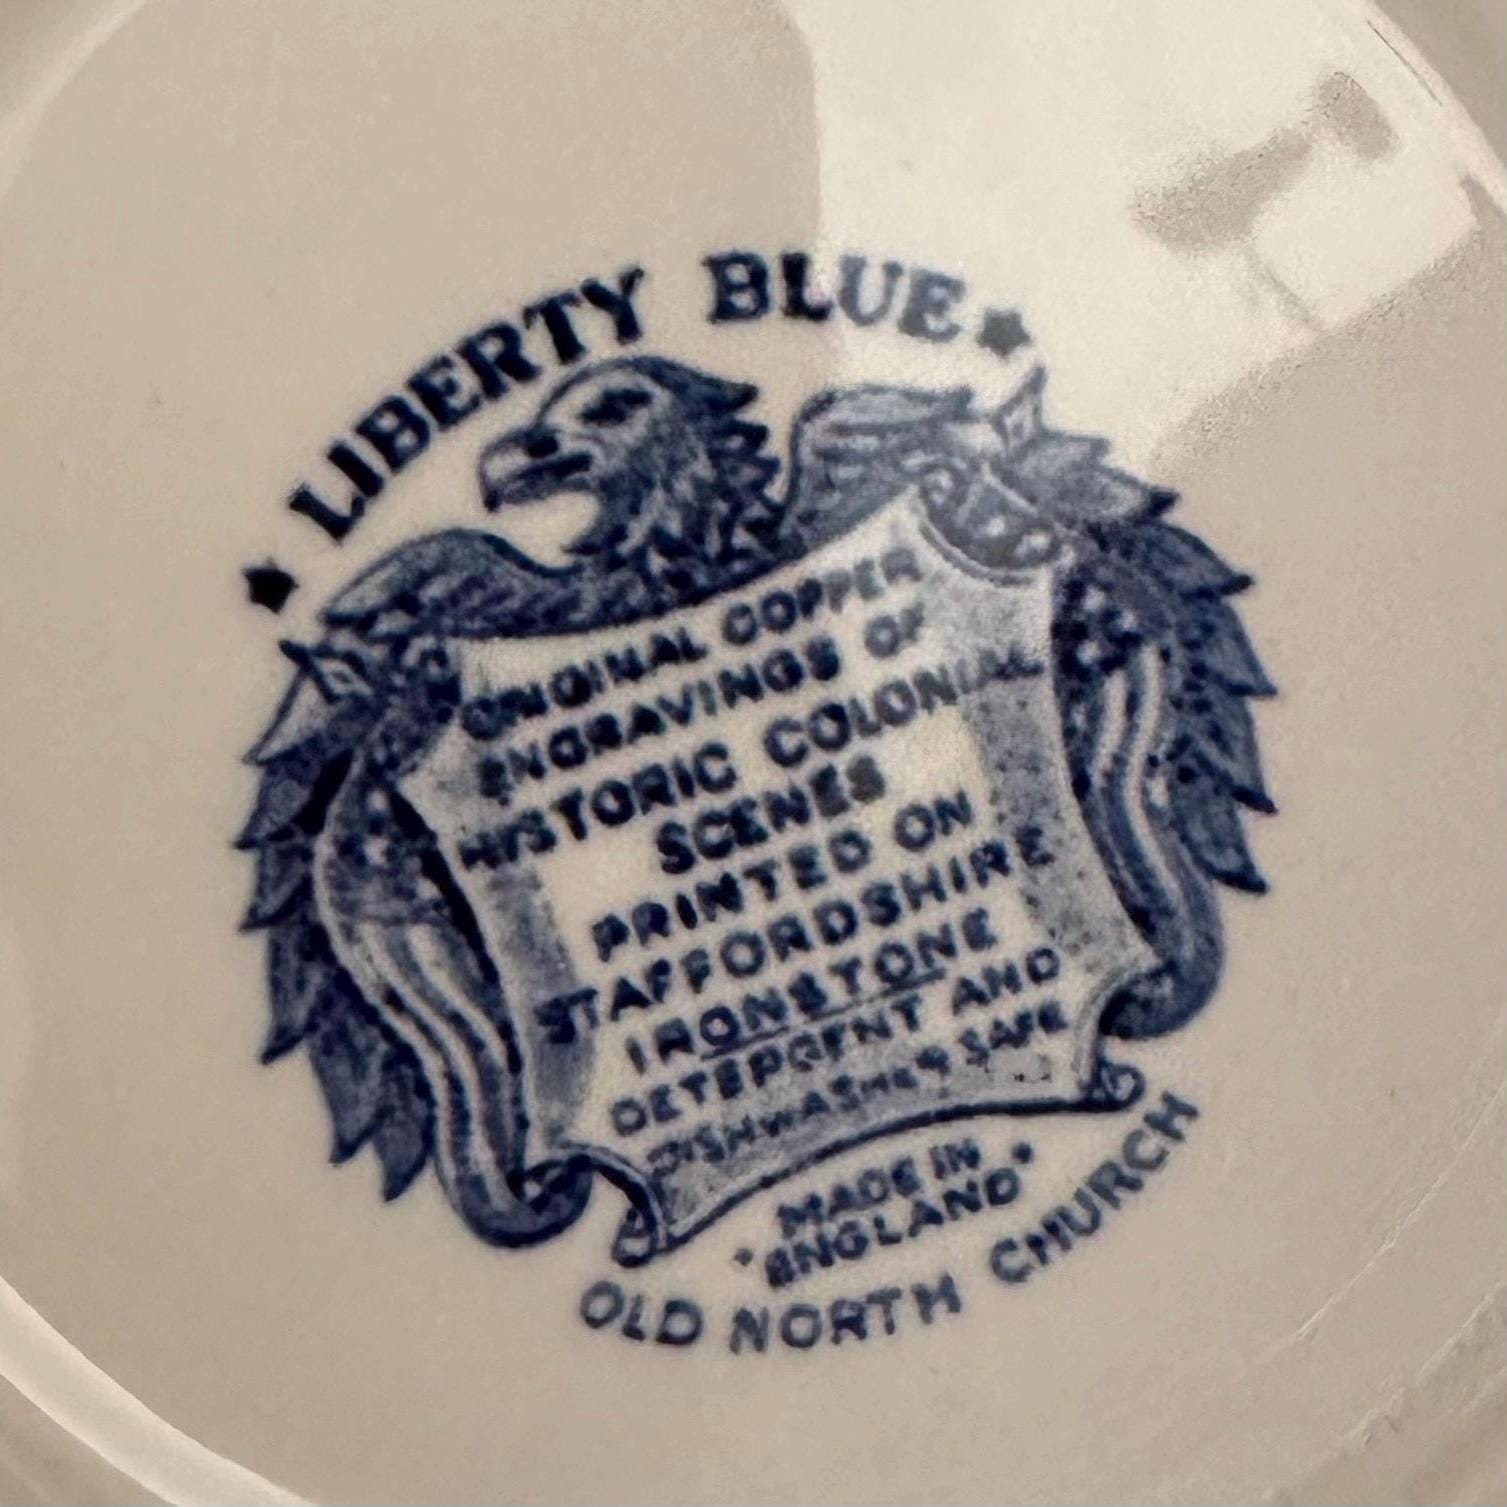 LIBERTY BLUE
ORIGINAL COPPER
ENGRAVINGS OF
HISTORIC COLONIAL
SCENES
PRINTED ON
STAFFORDSHIRE
IRONSTONE
DETERGENT AND
DISHWASHER SAFE
MADE IN
ENGLAND
OLD NORTH CHURCH